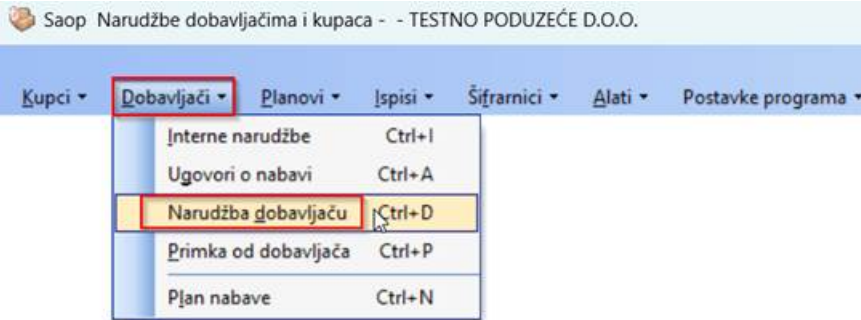 Saop Narudžbe dobavljačima i kupaca - - TESTNO PODUZEĆE D.O.O.
Kupci Dobavljači Planovi Ispisi Šifrarnici Alati Postavke programa
Interne narudžbe Ctrl+I
Ugovori o nabavi Ctrl+A
Narudžba dobavljaču Ctrl+D
Primka od dobavljača Ctrl+P
Plan nabave Ctrl+N